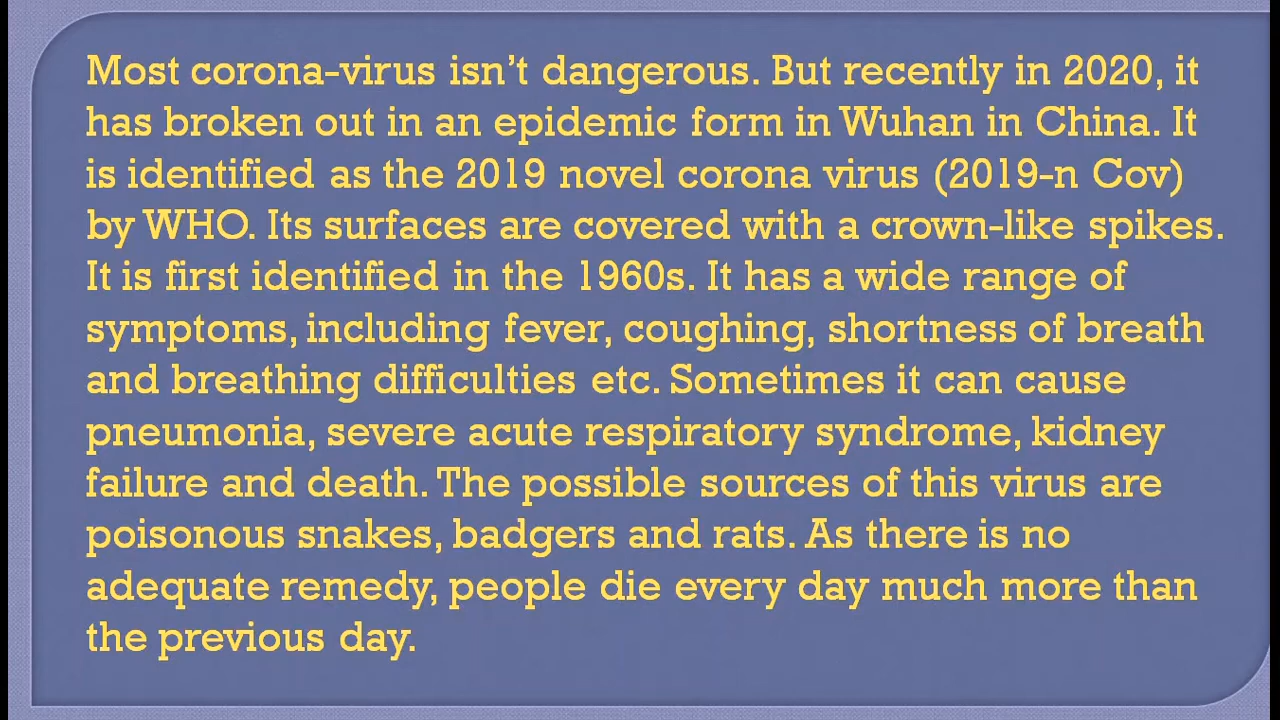 Most corona-virus isn't dangerous. But recently in 2020, it
has broken out in an epidemic form in Wuhan in China. It
is identified as the 2019 novel corona virus (2019-n Cov)
by WHO. Its surfaces are covered with a crown-like spikes.
It is first identified in the 1960s. It has a wide range of
symptoms, including fever, coughing, shortness of breath
and breathing difficulties etc. Sometimes it can cause
pneumonia, severe acute respiratory syndrome, kidney
failure and death. The possible sources of this virus are
poisonous snakes, badgers and rats. As there is no
adequate remedy, people die every day much more than
the previous day.